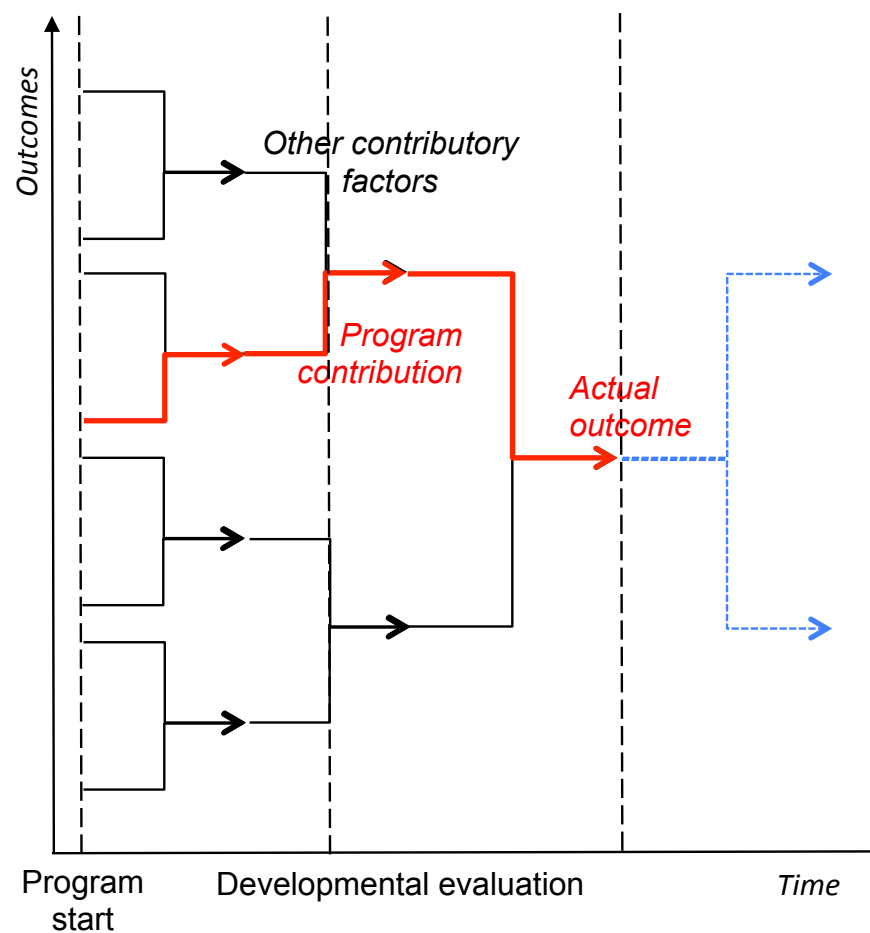 Outcomes
Other contributory
factors
Program
contribution
Actual
outcome
Program
start
Developmental evaluation
Time